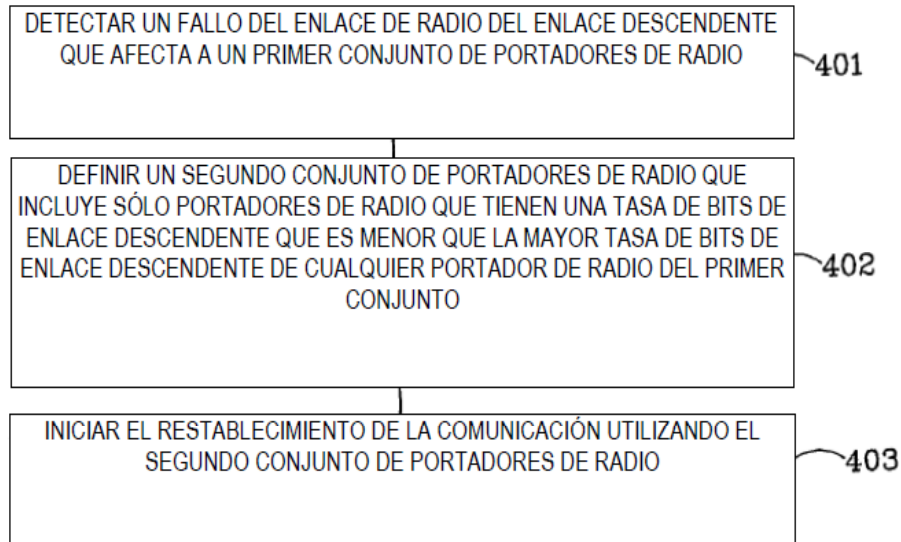 DETECTAR UN FALLO DEL ENLACE DE RADIO DEL ENLACE DESCENDENTE
QUE AFECTA A UN PRIMER CONJUNTO DE PORTADORES DE RADIO
401
DEFINIR UN SEGUNDO CONJUNTO DE PORTADORES DE RADIO QUE
INCLUYE SÓLO PORTADORES DE RADIO QUE TIENEN UNA TASA DE BITS DE
ENLACE DESCENDENTE QUE ES MENOR QUE LA MAYOR TASA DE BITS DE
ENLACE DESCENDENTE DE CUALQUIER PORTADOR DE RADIO DEL PRIMER
CONJUNTO
402
INICIAR EL RESTABLECIMIENTO DE LA COMUNICACIÓN UTILIZANDO EL
SEGUNDO CONJUNTO DE PORTADORES DE RADIO
403